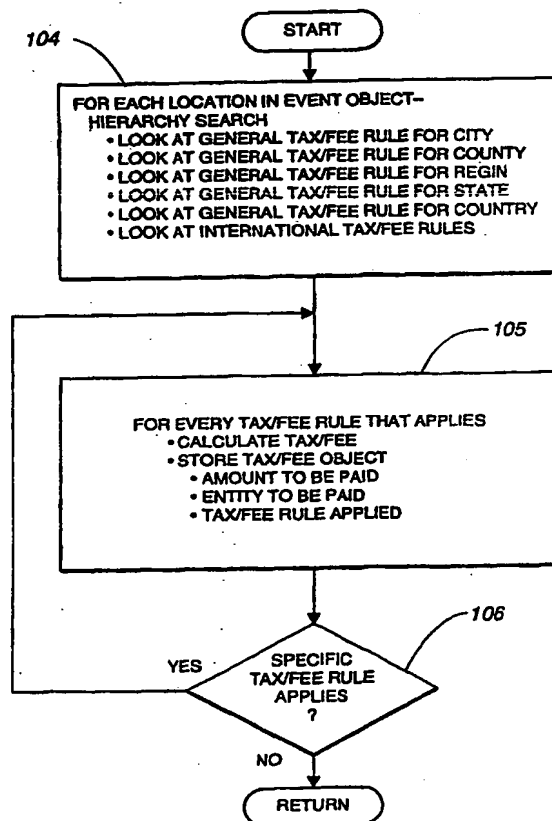 START
104
FOR EACH LOCATION IN EVENT OBJECT–
HIERARCHY SEARCH
• LOOK AT GENERAL TAX/FEE RULE FOR CITY
• LOOK AT GENERAL TAX/FEE RULE FOR COUNTY
• LOOK AT GENERAL TAX/FEE RULE FOR REGIN
• LOOK AT GENERAL TAX/FEE RULE FOR STATE
• LOOK AT GENERAL TAX/FEE RULE FOR COUNTRY
• LOOK AT INTERNATIONAL TAX/FEE RULES
105
FOR EVERY TAX/FEE RULE THAT APPLIES
• CALCULATE TAX/FEE
• STORE TAX/FEE OBJECT
• AMOUNT TO BE PAID
• ENTITY TO BE PAID
• TAX/FEE RULE APPLIED
106
YES
SPECIFIC
TAX/FEE RULE
APPLIES
?
NO
RETURN